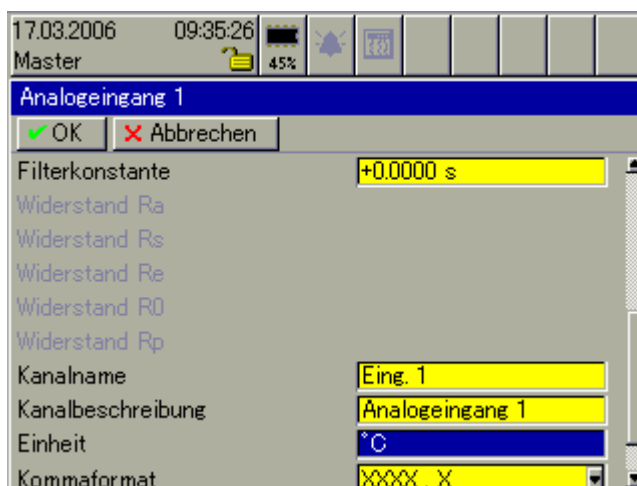 17.03.2006 09:35:26
Master 45%
Analogeingang 1
OK Abbrechen
Filterkonstante +0.0000 s
Widerstand Ra
Widerstand Rs
Widerstand Re
Widerstand R0
Widerstand Rp
Kanalname Eing. 1
Kanalbeschreibung Analogeingang 1
Einheit °C
Kommaformat XXXX . X